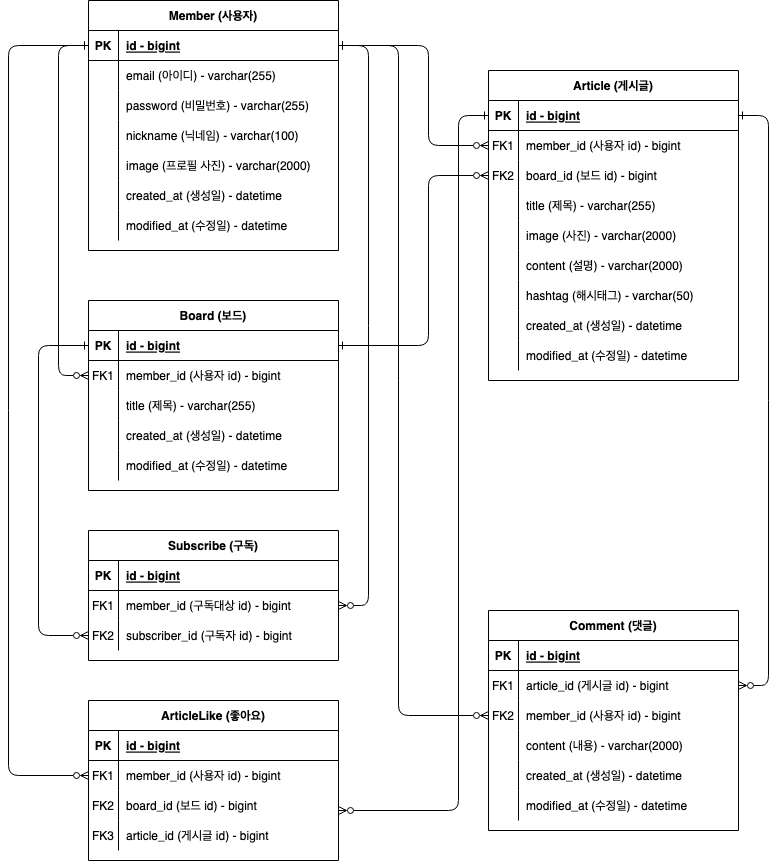 Member (사용자)
PK id - bigint
email (아이디) - varchar(255)
password (비밀번호) - varchar(255)
nickname (닉네임) - varchar(100)
image (프로필 사진) - varchar(2000)
created_at (생성일) - datetime
modified_at (수정일) - datetime
Board (보드)
PK id - bigint
FK1 member_id (사용자 id) - bigint
title (제목) - varchar(255)
created_at (생성일) - datetime
modified_at (수정일) - datetime
Subscribe (구독)
PK id - bigint
FK1 member_id (구독대상 id) - bigint
FK2 subscriber_id (구독자 id) - bigint
ArticleLike (좋아요)
PK id - bigint
FK1 member_id (사용자 id) - bigint
FK2 board_id (보드 id) - bigint
FK3 article_id (게시글 id) - bigint
Article (게시글)
PK id - bigint
FK1 member_id (사용자 id) - bigint
FK2 board_id (보드 id) - bigint
title (제목) - varchar(255)
image (사진) - varchar(2000)
content (설명) - varchar(2000)
hashtag (해시태그) - varchar(50)
created_at (생성일) - datetime
modified_at (수정일) - datetime
Comment (댓글)
PK id - bigint
FK1 article_id (게시글 id) - bigint
FK2 member_id (사용자 id) - bigint
content (내용) - varchar(2000)
created_at (생성일) - datetime
modified_at (수정일) - datetime